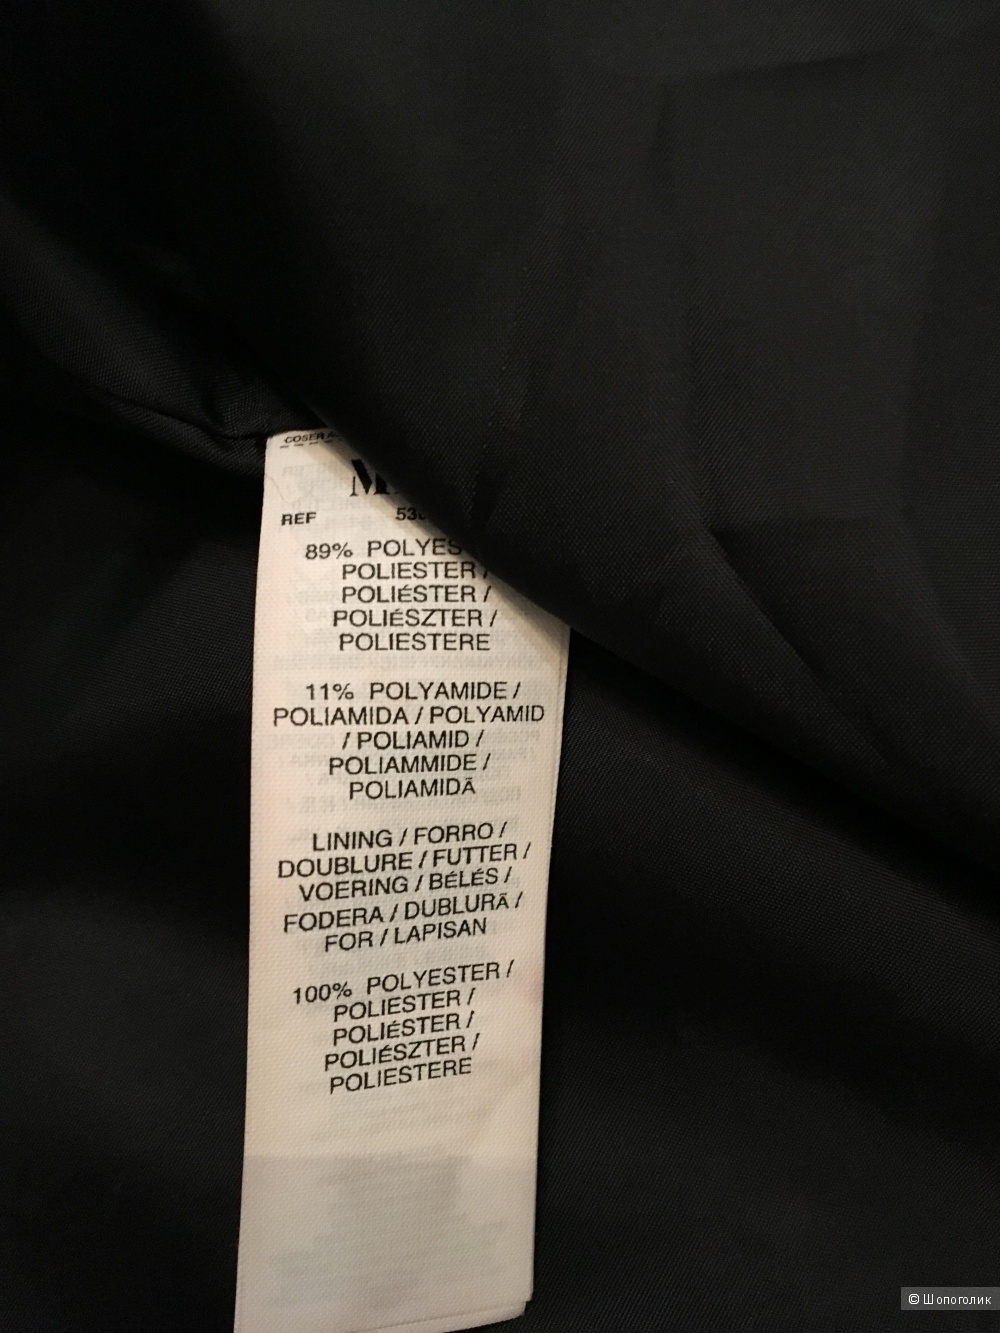 COSER A
REF
89% POLYES
POLIESTER /
POLIÉSTER /
POLIÉSZTER /
POLIESTERE
11% POLYAMIDE /
POLIAMIDA / POLYAMID
/ POLIAMID /
POLIAMMIDE /
POLIAMIDĂ
LINING / FORRO /
DOUBLURE / FUTTER /
VOERING / BÉLÉS /
FODERA / DUBLURĂ /
FOR / LAPISAN
100% POLYESTER /
POLIESTER /
POLIÉSTER /
POLIÉSZTER /
POLIESTERE
© Шопоголик